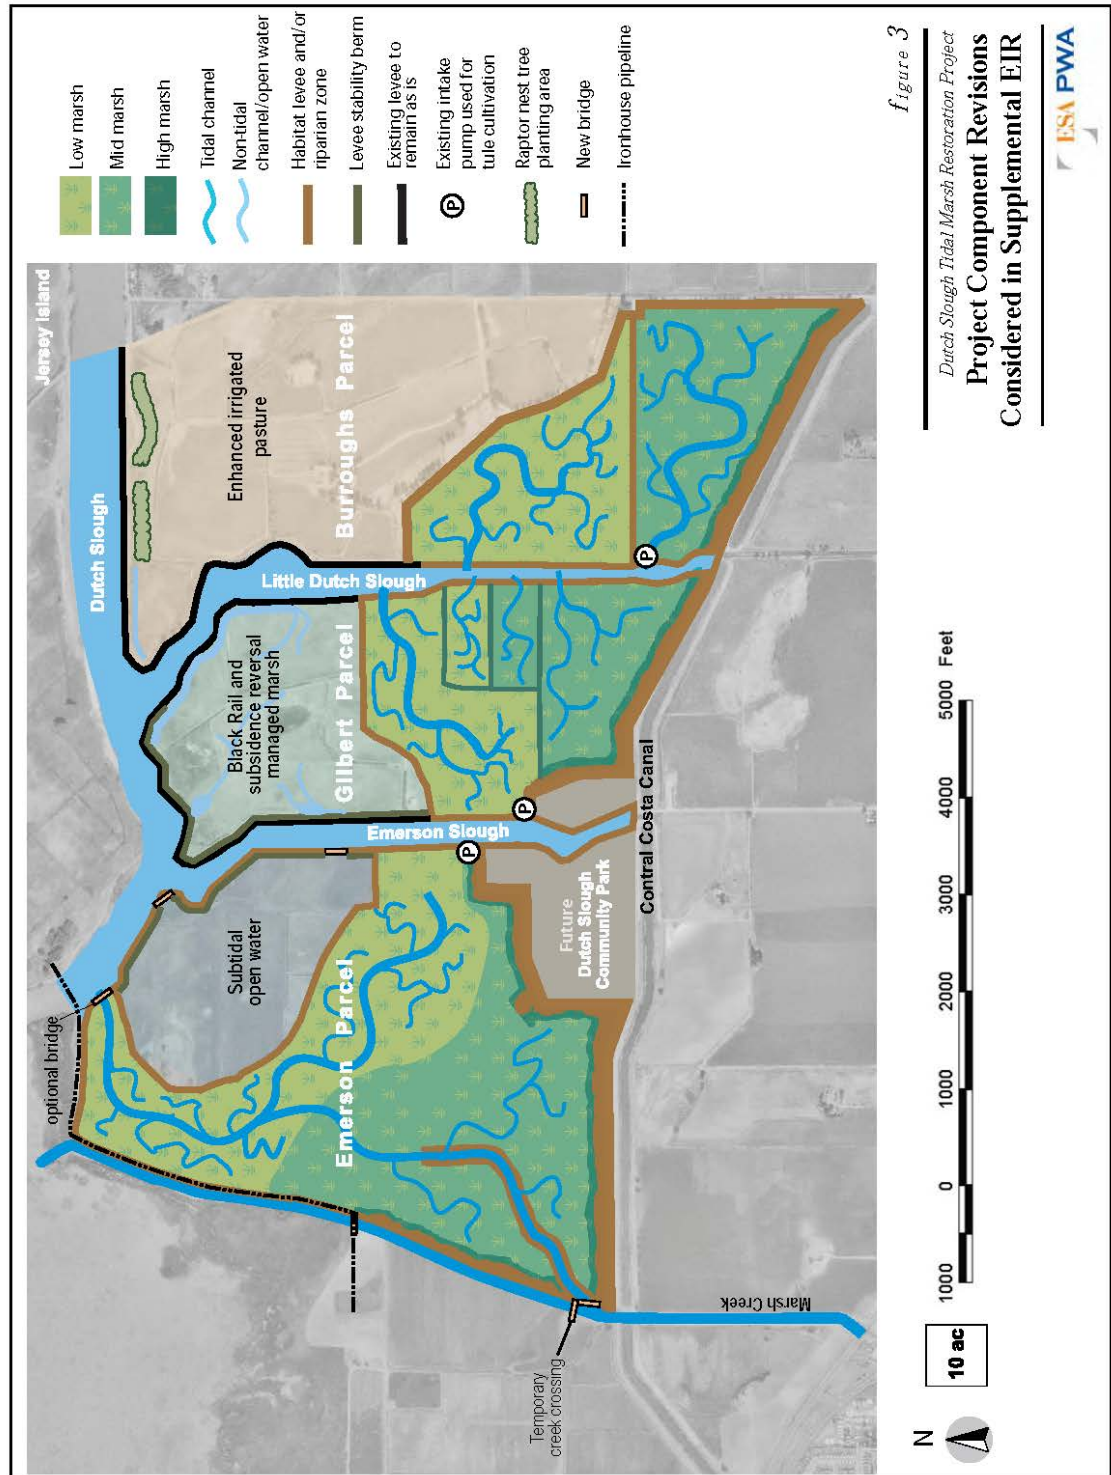 Jersey Island
Dutch Slough
Enhanced irrigated
pasture
Burroughs Parcel
Little Dutch Slough
Black Rail and
subsidence reversal
managed marsh
Gilbert Parcel
Emerson Slough
Subtidal
open water
Emerson Parcel
optional bridge
Future
Dutch Slough
Community Park
Contral Costa Canal
Marsh Creek
Temporary
creek crossing
P
P
P
Low marsh
Mid marsh
High marsh
Tidal channel
Non-tidal
channel/open water
Habitat levee and/or
riparian zone
Levee stability berm
Existing levee to
remain as is
P
Existing intake
pump used for
tule cultivation
Raptor nest tree
planting area
New bridge
Ironhouse pipeline
N
10 ac
1000 0 1000 2000 3000 4000 5000 Feet
figure 3
Dutch Slough Tidal Marsh Restoration Project
Project Component Revisions
Considered in Supplemental EIR
ESA PWA